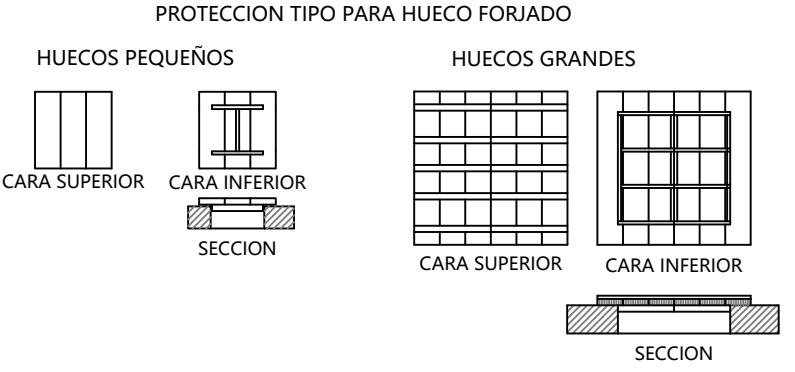 PROTECCION TIPO PARA HUECO FORJADO
HUECOS PEQUEÑOS
CARA SUPERIOR
CARA INFERIOR
SECCION
HUECOS GRANDES
CARA SUPERIOR
CARA INFERIOR
SECCION